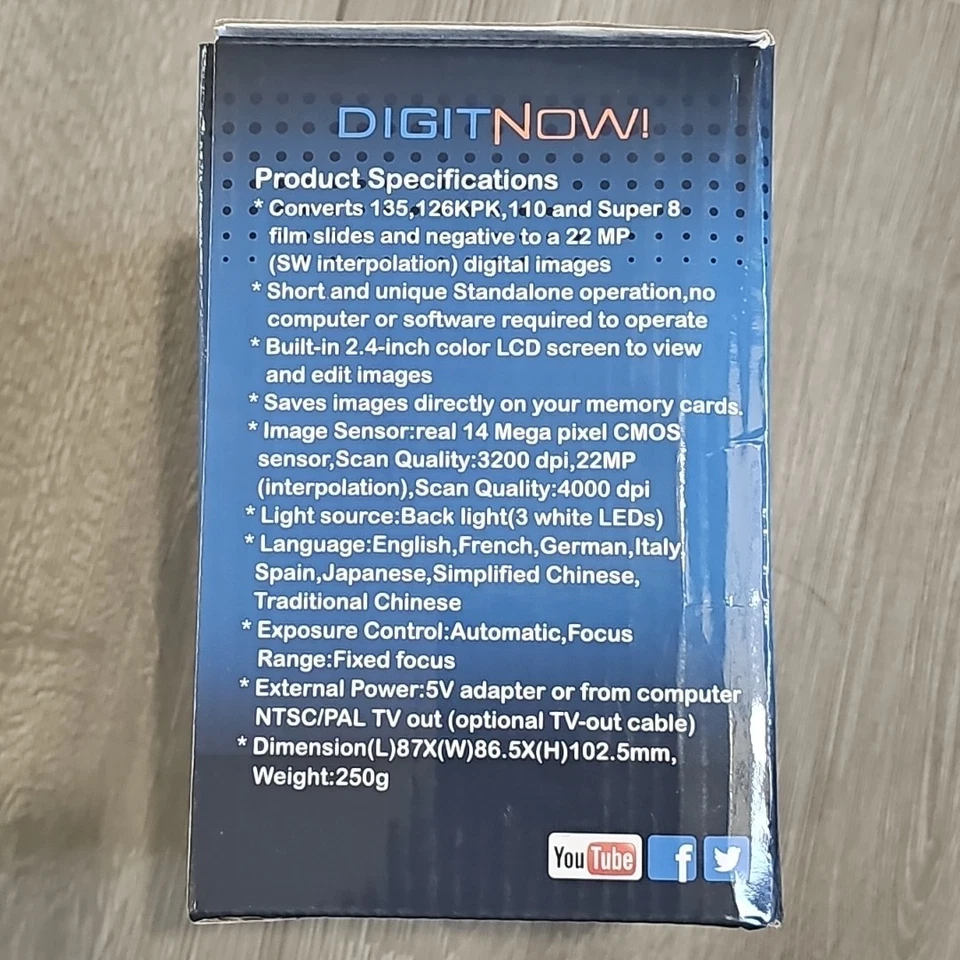 DIGITNOW!
Product Specifications
* Converts 135,126KPK,110 and Super 8
film slides and negative to a 22 MP
(SW interpolation) digital images
* Short and unique Standalone operation,no
computer or software required to operate
* Built-in 2.4-inch color LCD screen to view
and edit images
* Saves images directly on your memory cards.
* Image Sensor:real 14 Mega pixel CMOS
sensor,Scan Quality:3200 dpi,22MP
(interpolation),Scan Quality:4000 dpi
* Light source:Back light(3 white LEDs)
* Language:English,French,German,Italy,
Spain,Japanese,Simplified Chinese,
Traditional Chinese
* Exposure Control:Automatic,Focus
Range:Fixed focus
* External Power:5V adapter or from computer
NTSC/PAL TV out (optional TV-out cable)
* Dimension(L)87X(W)86.5X(H)102.5mm,
Weight:250g
YouTube f